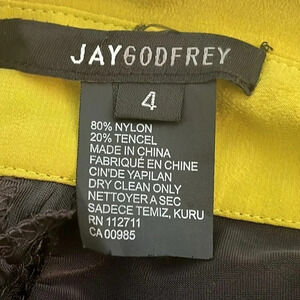 JAYGODFREY
4
80% NYLON
20% TENCEL
MADE IN CHINA
FABRIQUÉ EN CHINE
CIN'DE YAPILAN
DRY CLEAN ONLY
NETTOYER A SEC
SADECE TEMIZ, KURU
RN 112711
CA 00985